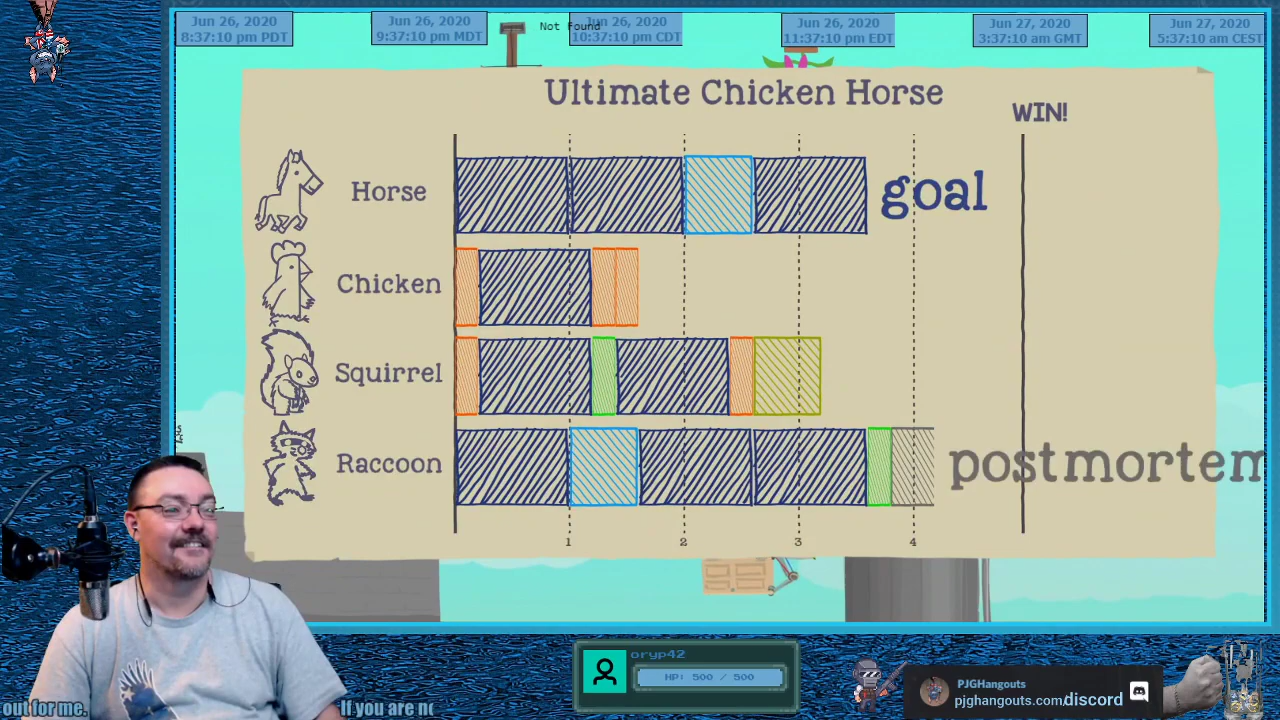 Jun 26, 2020
8:37:10 pm PDT
Jun 26, 2020
9:37:10 pm MDT
Not Found
Jun 26, 2020
10:37:10 pm CDT
Jun 26, 2020
11:37:10 pm EDT
Jun 27, 2020
3:37:10 am GMT
Jun 27, 2020
5:37:10 am CEST
Ultimate Chicken Horse
WIN!
Horse
goal
Chicken
Squirrel
Raccoon
postmortem
1
2
3
4
oryp42
HP: 500 / 500
PJGHangouts
pjghangouts.com/discord
out for me.
If you are no